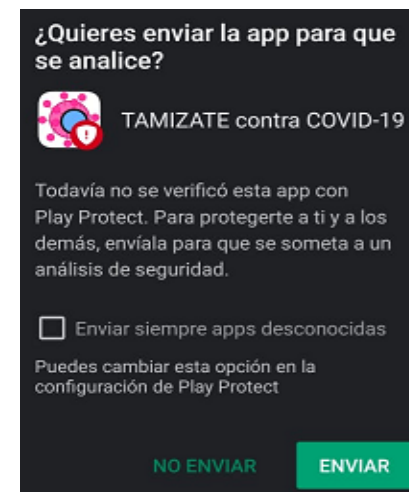 ¿Quieres enviar la app para que
se analice?
TAMIZATE contra COVID-19
Todavía no se verificó esta app con
Play Protect. Para protegerte a ti y a los
demás, envíala para que se someta a un
análisis de seguridad.
Enviar siempre apps desconocidas
Puedes cambiar esta opción en la
configuración de Play Protect
NO ENVIAR
ENVIAR